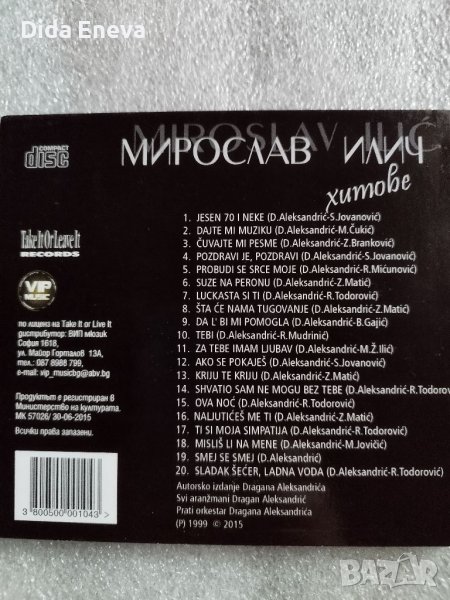 Dida Eneva
COMPACT
disc
MIROSLAV ILIĆ
МИРОСЛАВ ИЛИЧ
хитове
Take It Or Leave It
RECORDS
VP
MUSIC
по лиценз на Take It or Live It
дистрибутор: ВИП мюзик
София 1618,
ул. Майор Горталов 13А,
тел.: 087 8988 799,
e-mail: vip_musicbg@abv.bg
Продуктът е регистриран в
Министерство на културата.
МК 57026/ 30-06-2015
Всички права запазени.
3 800500 001043 >
1. JESEN 70 I NEKE (D.Aleksandrić-S.Jovanović)
2. DAJTE MI MUZIKU (D.Aleksandrić-M.Čukić)
3. ČUVAJTE MI PESME (D.Aleksandrić-Z.Branković)
4. POZDRAVI JE, POZDRAVI (D.Aleksandrić-S.Jovanović)
5. PROBUDI SE SRCE MOJE (D.Aleksandrić-R.Mićunović)
6. SUZE NA PERONU (D.Aleksandrić-Z.Matić)
7. LUCKASTA SI TI (D.Aleksandrić-R.Todorović)
8. ŠTA ĆE NAMA TUGOVANJE (D.Aleksandrić-Z.Matić)
9. DA L' BI MI POMOGLA (D.Aleksandrić-B.Gajić)
10. TEBI (D.Aleksandrić-R.Mudrinić)
11. ZA TEBE IMAM LJUBAV (D.Aleksandrić-M.Ž.Ilić)
12. AKO SE POKAJEŠ (D.Aleksandrić-S.Jovanović)
13. KRIJU TE KRIJU (D.Aleksandrić-Z.Matić)
14. SHVATIO SAM NE MOGU BEZ TEBE (D.Aleksandrić-R.Todorov
15. OVA NOĆ (D.Aleksandrić-R.Todorović)
16. NALJUTIĆEŠ ME TI (D.Aleksandrić-Z.Matić)
17. TI SI MOJA SIMPATIJA (D.Aleksandrić-R.Todorović)
18. MISLIŠ LI NA MENE (D.Aleksandrić-M.Jovičić)
19. SMEJ SE SMEJ (D.Aleksandrić)
20. SLADAK ŠEĆER, LADNA VODA (D.Aleksandrić-R.Todorović)
Autorsko izdanje Dragana Aleksandrića
Svi aranžmani Dragan Aleksandrić
Prati orkestar Dragana Aleksandrića
(P) 1999 © 2015
BAZAR